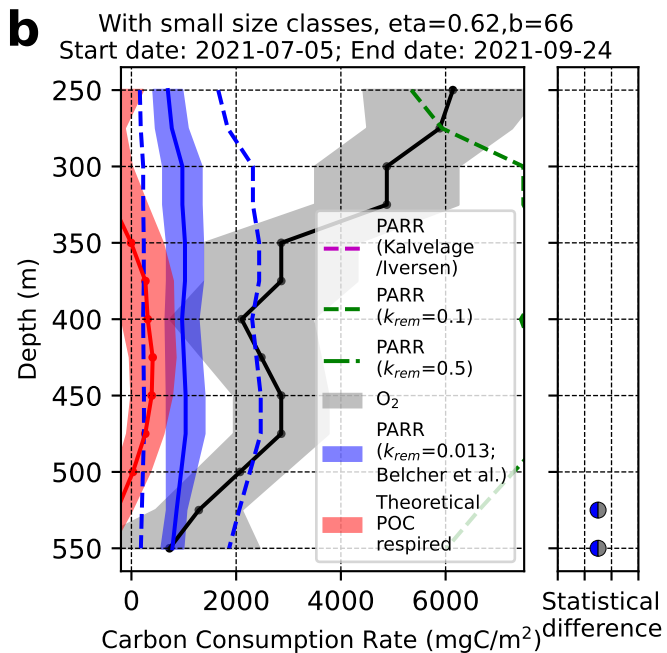 b
With small size classes, eta=0.62,b=66
Start date: 2021-07-05; End date: 2021-09-24
250
300
350
400
450
500
550
Depth (m)
0
2000
4000
6000
Carbon Consumption Rate (mgC/m²)
PARR
(Kalvelage
/Iversen)
PARR
(k_rem=0.1)
PARR
(k_rem=0.5)
O₂
PARR
(k_rem=0.013;
Belcher et al.)
Theoretical
POC
respired
Statistical
difference